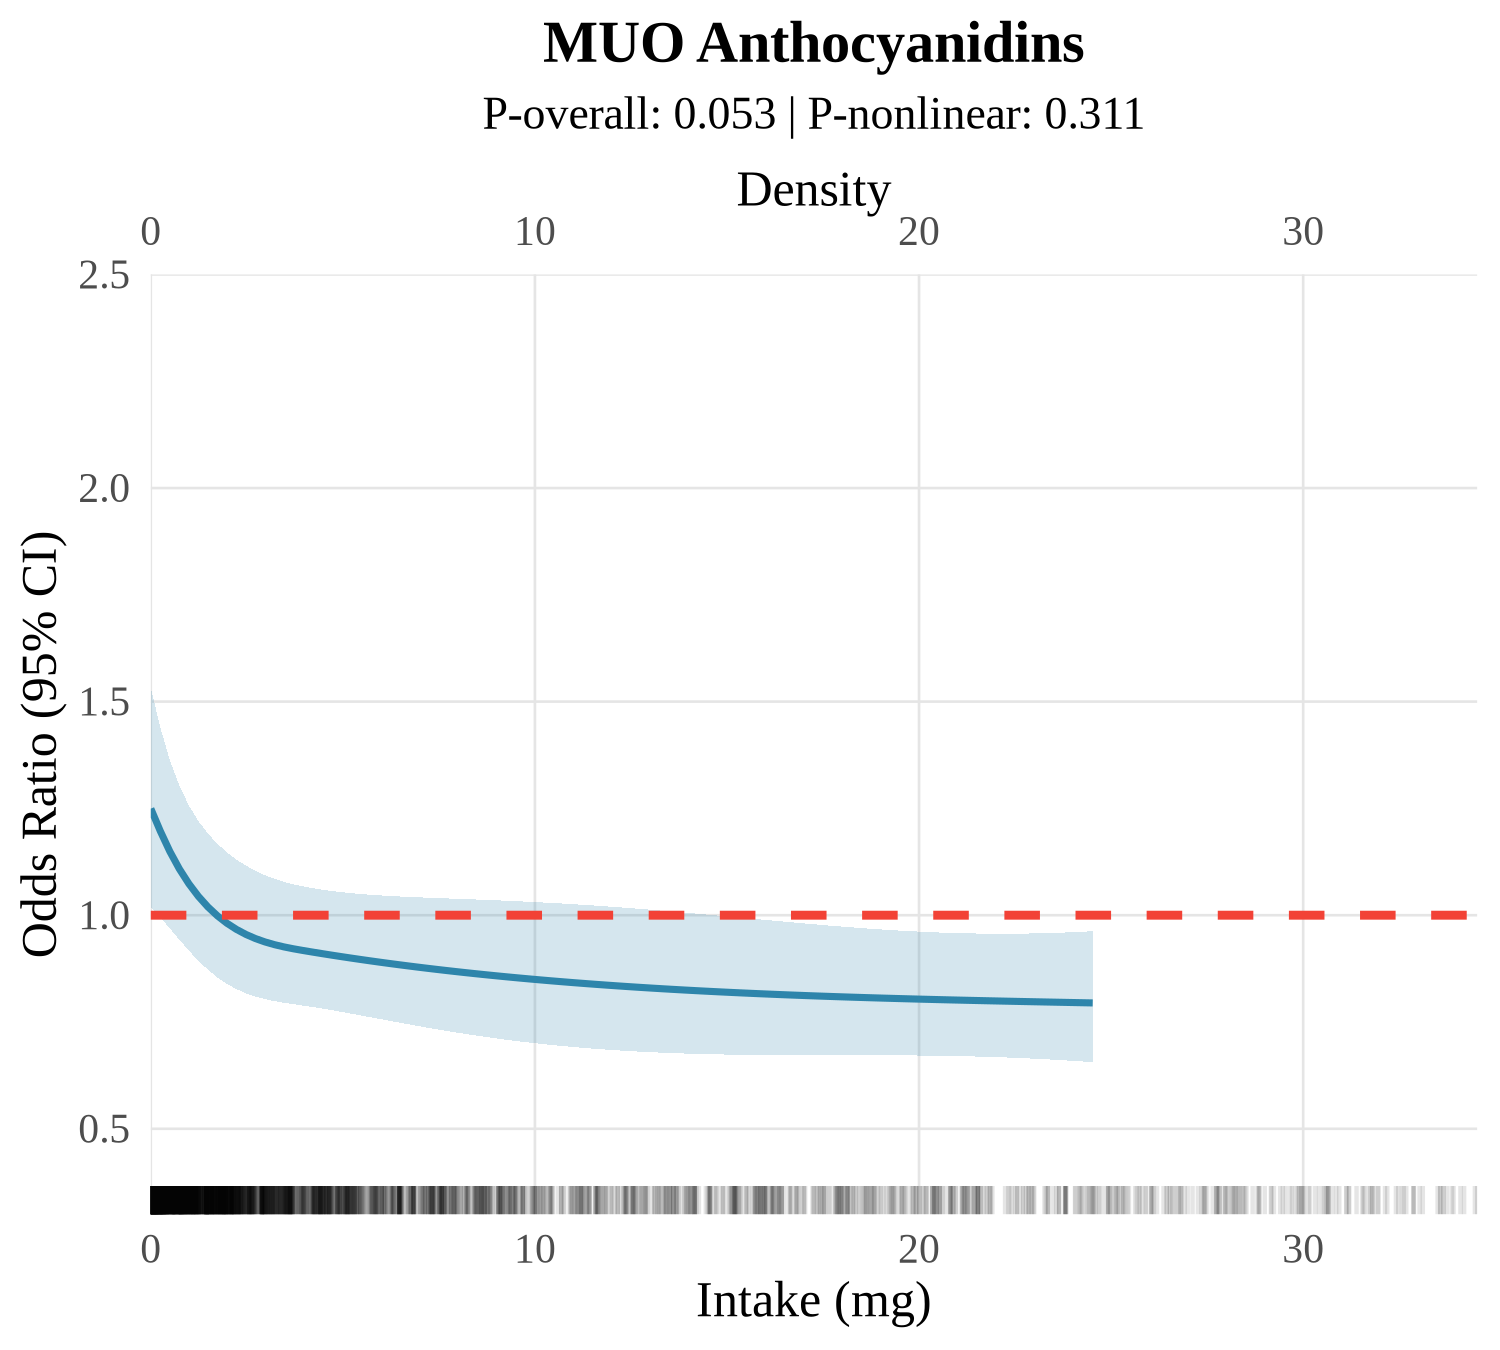 MUO Anthocyanidins
P-overall: 0.053 | P-nonlinear: 0.311
Density
0 10 20 30
2.5
2.0
1.5
1.0
0.5
Odds Ratio (95% CI)
0 10 20 30
Intake (mg)